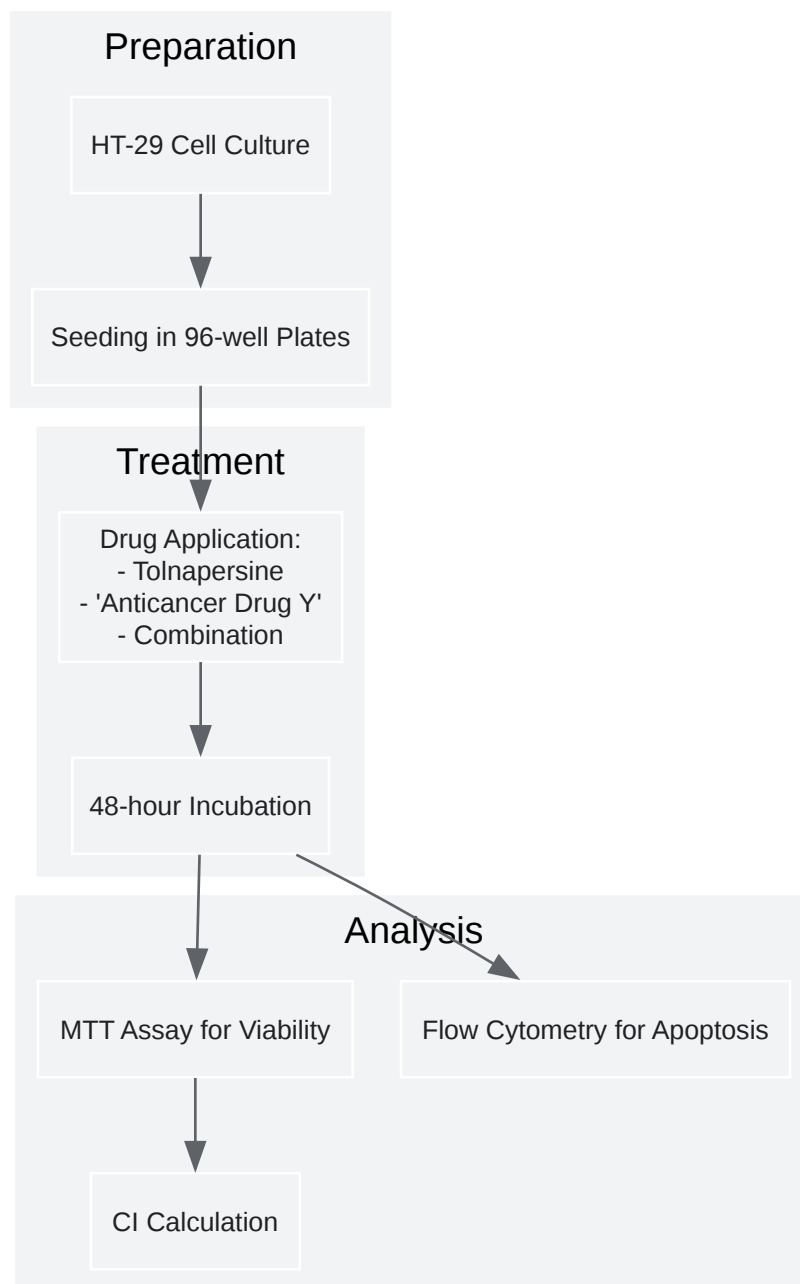 Preparation
HT-29 Cell Culture
Seeding in 96-well Plates
Treatment
Drug Application:
- Tolnapersine
- 'Anticancer Drug Y'
- Combination
48-hour Incubation
Analysis
MTT Assay for Viability
Flow Cytometry for Apoptosis
CI Calculation